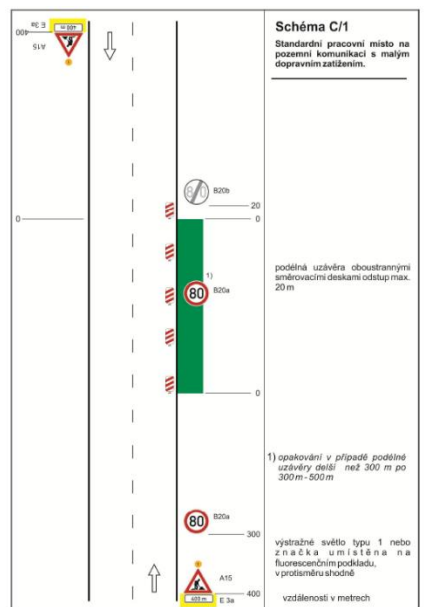 Schéma C/1
Standardní pracovní místo na
pozemní komunikaci s malým
dopravním zatížením.
400
E 3a
400 m
A15
80
B20b
20
0
0
podélná uzávěra oboustrannými
směrovacími deskami odstup max.
20 m
1)
80
B20a
0
1) opakování v případě podélné
uzávěry delší než 300 m po
300 m - 500 m
80
B20a
300
výstražné světlo typu 1 nebo
značka umístěna na
fluorescenčním podkladu,
v protisměru shodně
A15
400 m
E 3a
400
vzdálenosti v metrech